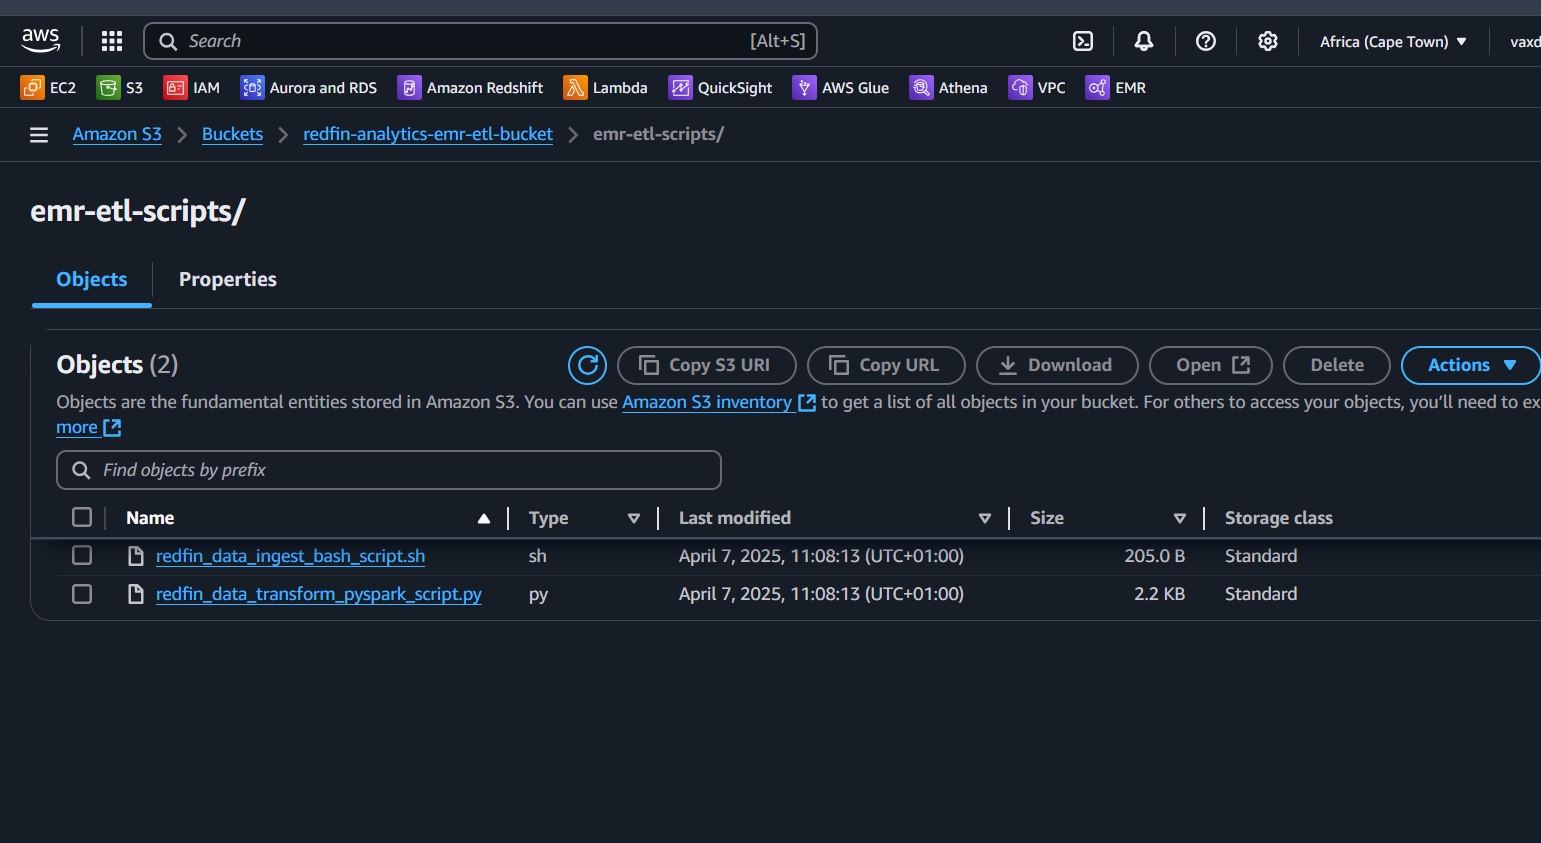 aws Search [Alt+S] Africa (Cape Town) vaxd
EC2 S3 IAM Aurora and RDS Amazon Redshift Lambda QuickSight AWS Glue Athena VPC EMR
Amazon S3 Buckets redfin-analytics-emr-etl-bucket emr-etl-scripts/
emr-etl-scripts/
Objects Properties
Objects (2) Copy S3 URI Copy URL Download Open Delete Actions
Objects are the fundamental entities stored in Amazon S3. You can use Amazon S3 inventory to get a list of all objects in your bucket. For others to access your objects, you’ll need to ex
more
Find objects by prefix
Name Type Last modified Size Storage class
redfin_data_ingest_bash_script.sh sh April 7, 2025, 11:08:13 (UTC+01:00) 205.0 B Standard
redfin_data_transform_pyspark_script.py py April 7, 2025, 11:08:13 (UTC+01:00) 2.2 KB Standard